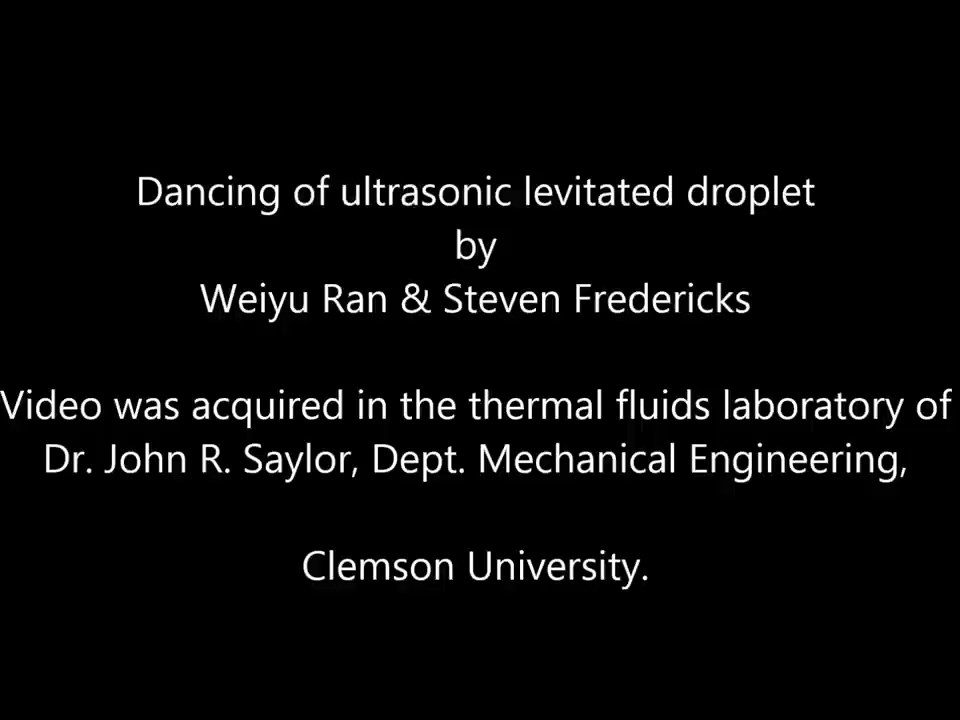 Dancing of ultrasonic levitated droplet
by
Weiyu Ran & Steven Fredericks
Video was acquired in the thermal fluids laboratory of
Dr. John R. Saylor, Dept. Mechanical Engineering,
Clemson University.